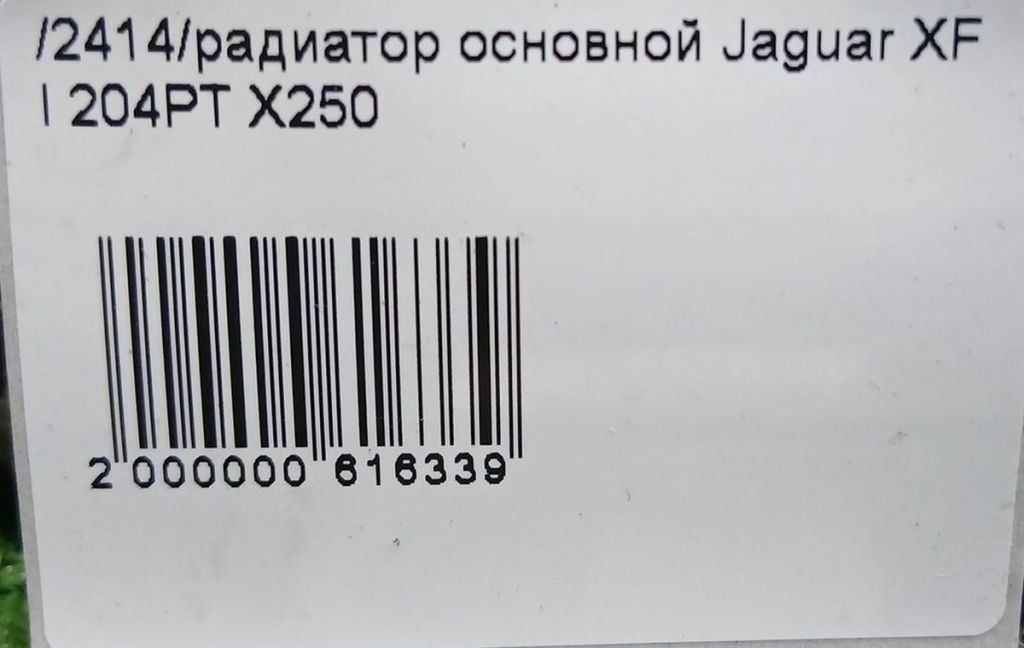 /2414/радиатор основной Jaguar XF
I 204PT X250
2 000000 616339